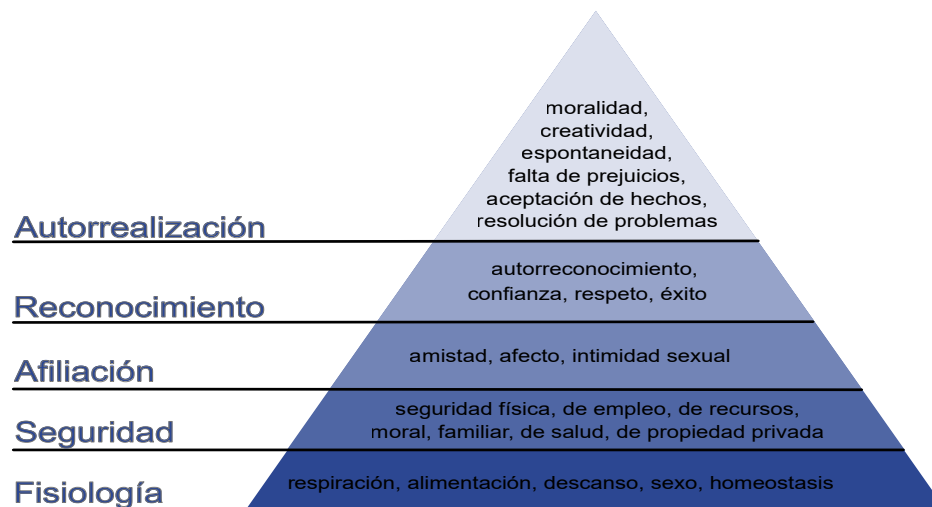 moralidad,
creatividad,
espontaneidad,
falta de prejuicios,
aceptación de hechos,
resolución de problemas
Autorrealización
autorreconocimiento,
confianza, respeto, éxito
Reconocimiento
amistad, afecto, intimidad sexual
Afiliación
seguridad física, de empleo, de recursos,
moral, familiar, de salud, de propiedad privada
Seguridad
respiración, alimentación, descanso, sexo, homeostasis
Fisiología